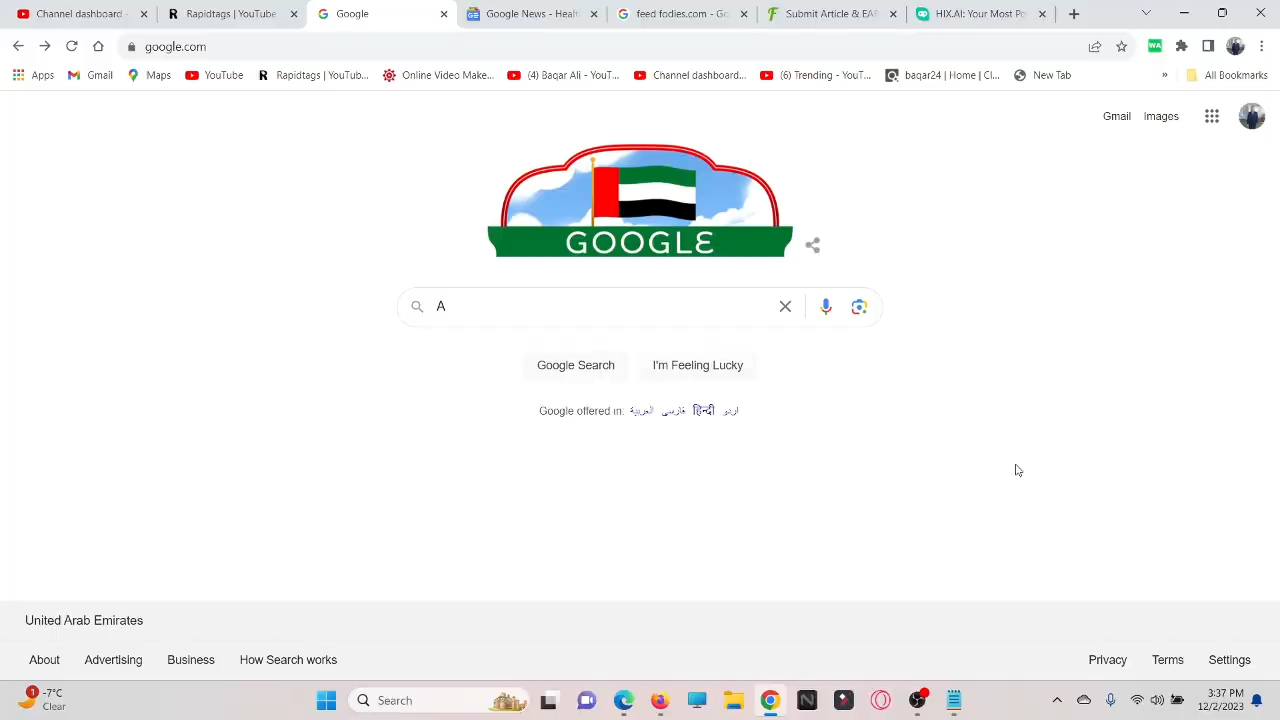 Channel dashboard -
Rapidtags | YouTube
Google
Google News - Healt
feed fodies.com - Go
Submit Article & EAR
HIX.AI: Your Most Po
google.com
WA
Apps
Gmail
Maps
YouTube
R Rapidtags | YouTub...
Online Video Make...
(4) Baqar Ali - YouT...
Channel dashboard...
(6) Trending - YouT...
baqar24 | Home | Cl...
New Tab
»
All Bookmarks
Gmail Images
GOOGLE
A
Google Search I'm Feeling Lucky
Google offered in: العربية فارسی हिन्दी اردو
United Arab Emirates
About Advertising Business How Search works
Privacy Terms Settings
1
-7°C
Clear
Search
3:37 PM
12/2/2023